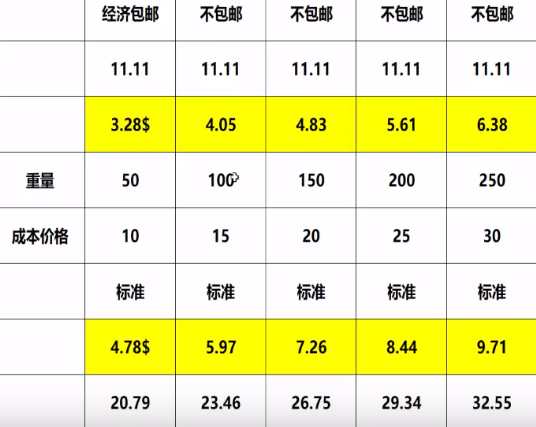 经济包邮 不包邮 不包邮 不包邮 不包邮
11.11 11.11 11.11 11.11 11.11
3.28$ 4.05 4.83 5.61 6.38
重量 50 100 150 200 250
成本价格 10 15 20 25 30
标准 标准 标准 标准 标准
4.78$ 5.97 7.26 8.44 9.71
20.79 23.46 26.75 29.34 32.55